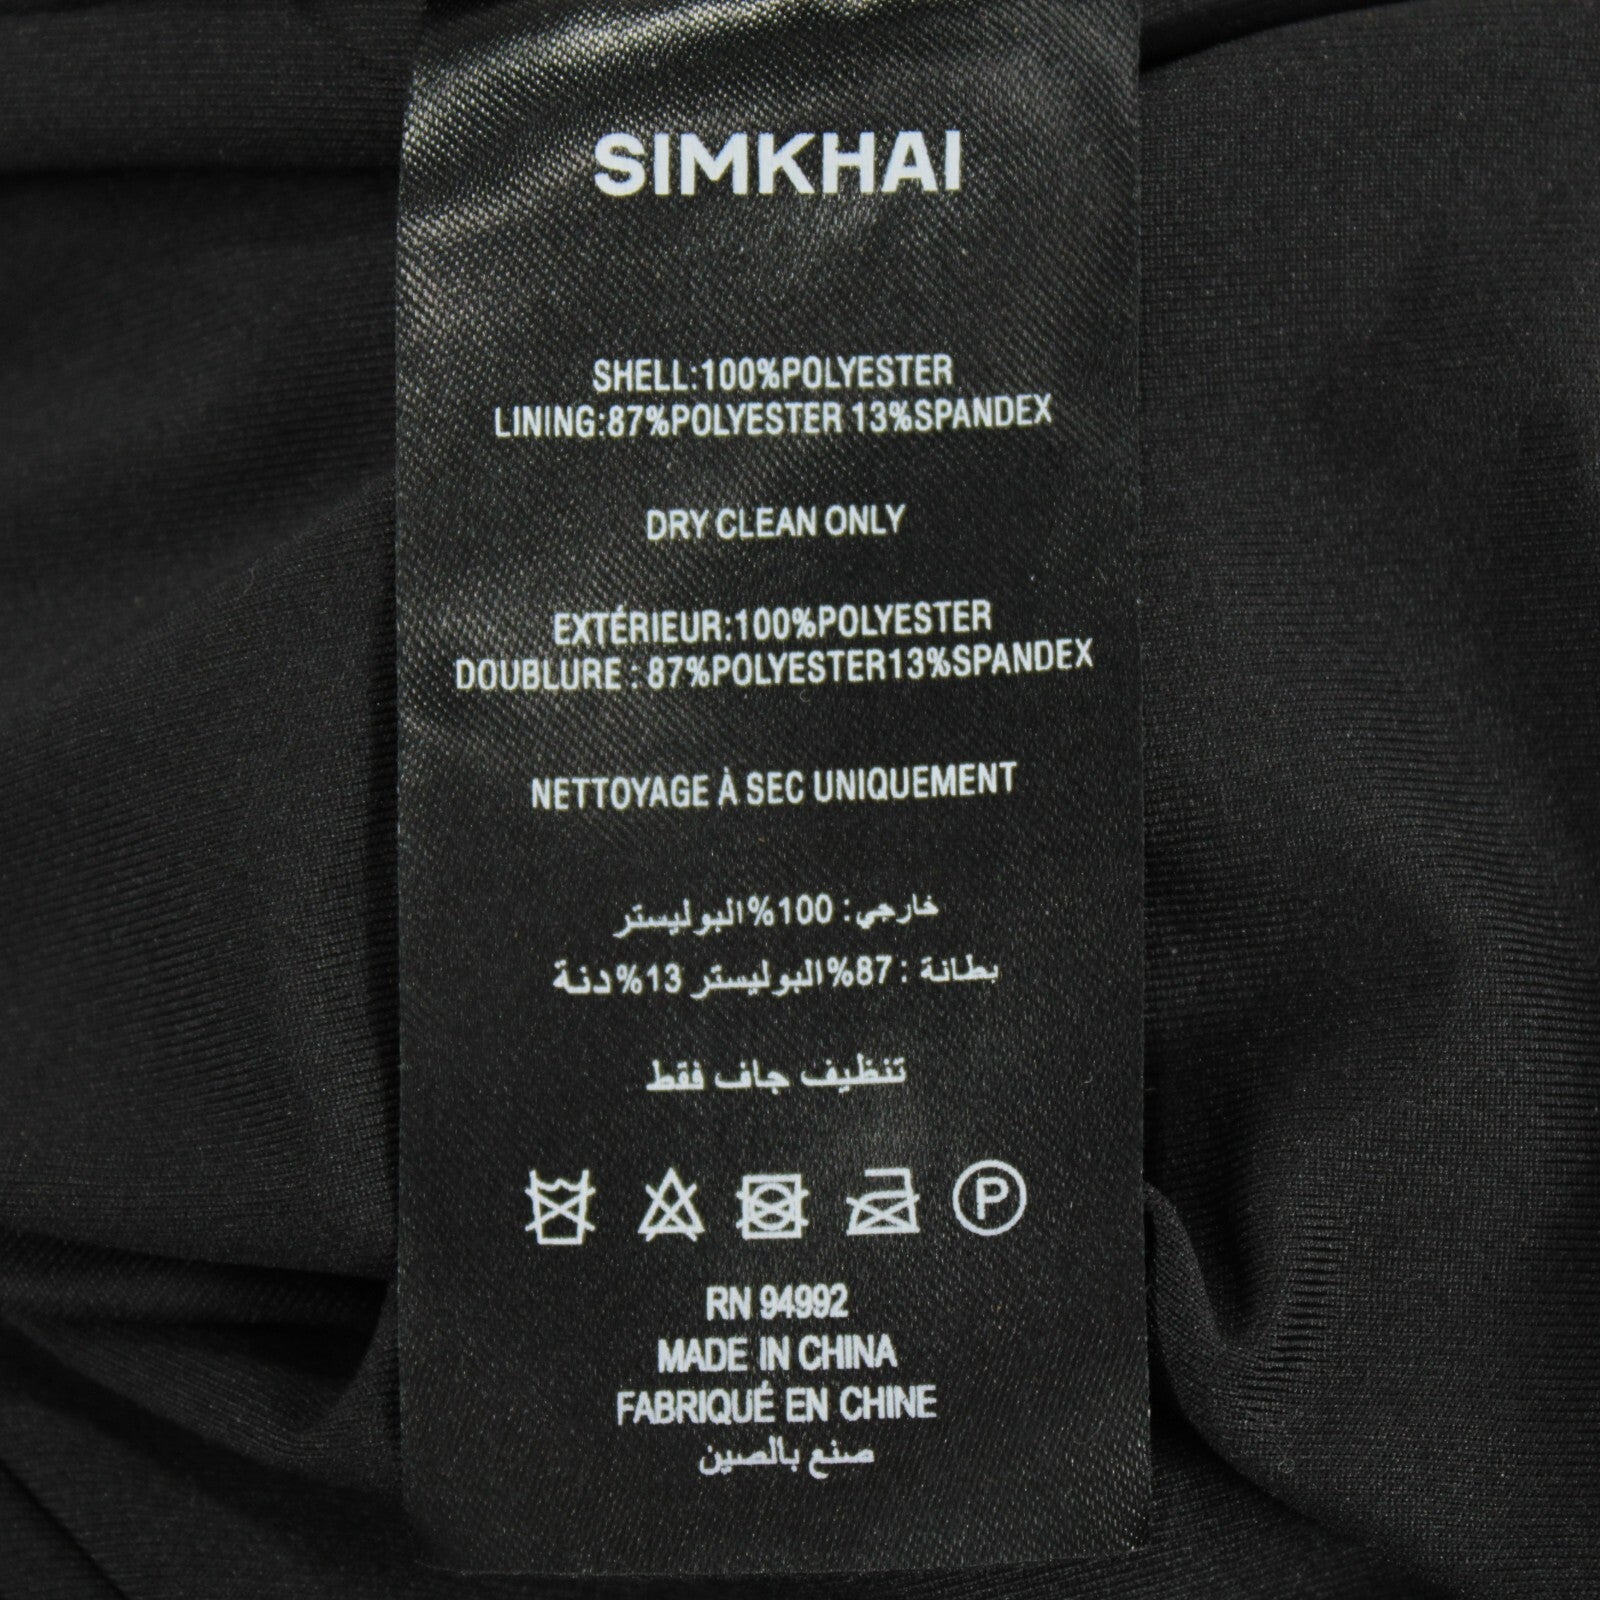 SIMKHAI
SHELL:100%POLYESTER
LINING:87%POLYESTER 13%SPANDEX
DRY CLEAN ONLY
EXTÉRIEUR:100%POLYESTER
DOUBLURE : 87%POLYESTER13%SPANDEX
NETTOYAGE À SEC UNIQUEMENT
خارجي: 100%البوليستر
بطانة : 87%البوليستر 13%دنة
تنظيف جاف فقط
P
RN 94992
MADE IN CHINA
FABRIQUÉ EN CHINE
صنع بالصين